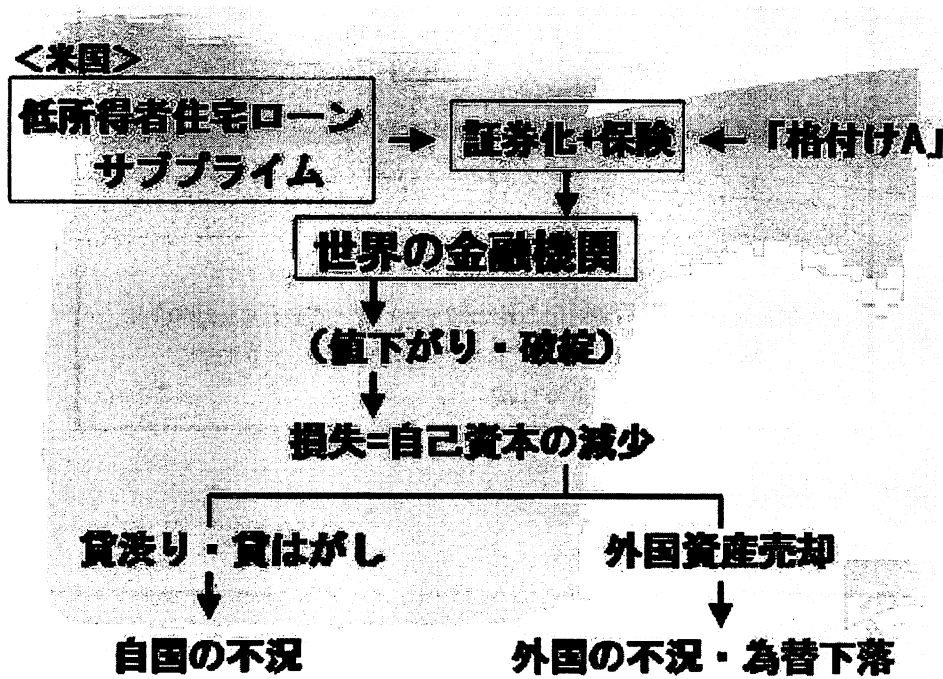 ＜米国＞
低所得者住宅ローン
サブプライム
証券化+保険
「格付けA」
世界の金融機関
（値下がり・破綻）
損失=自己資本の減少
貸渋り・貸はがし
外国資産売却
自国の不況
外国の不況・為替下落